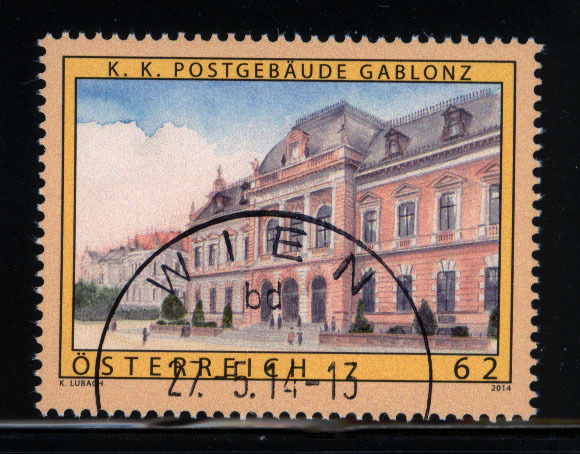 K. K. POSTGEBÄUDE GABLONZ
WIEN
bd
ÖSTERREICH 62
27.-5.14-13
K. LUBACH 2014